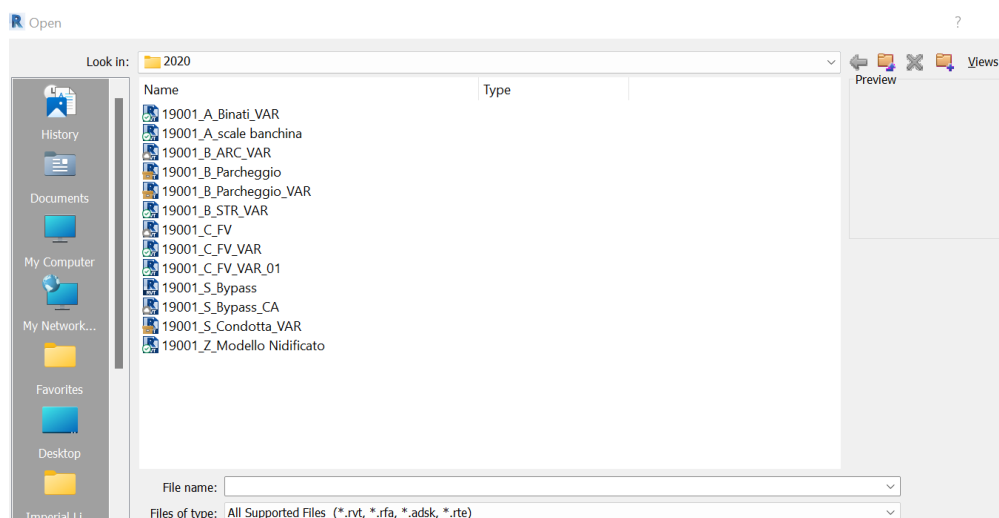 Open
?
Look in:
2020
Views
Preview
Name
Type
19001_A_Binati_VAR
19001_A_scale banchina
19001_B_ARC_VAR
19001_B_Parcheggio
19001_B_Parcheggio_VAR
19001_B_STR_VAR
19001_C_FV
19001_C_FV_VAR
19001_C_FV_VAR_01
19001_S_Bypass
19001_S_Bypass_CA
19001_S_Condotta_VAR
19001_Z_Modello Nidificato
History
Documents
My Computer
My Network...
Favorites
Desktop
Imperial Li...
File name:
Files of type: All Supported Files (*.rvt, *.rfa, *.adsk, *.rte)